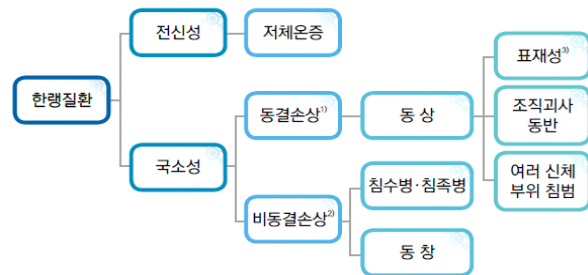 한랭질환
전신성
저체온증
국소성
동결손상¹⁾
동 상
표재성³⁾
조직괴사
동반
여러 신체
부위 침범
비동결손상²⁾
침수병·침족병
동 창